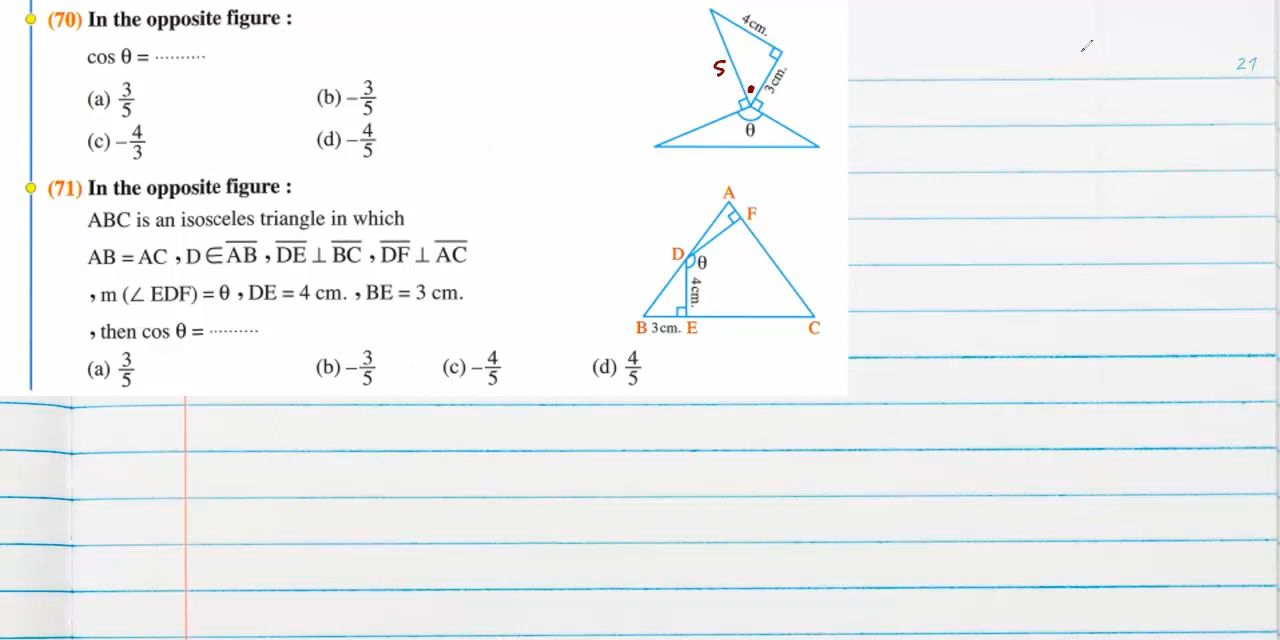 (70) In the opposite figure :
cos θ = ··········
(a) 3/5
(b) −3/5
(c) −4/3
(d) −4/5
4cm.
3cm.
5
θ
21
(71) In the opposite figure :
ABC is an isosceles triangle in which
AB = AC , D ∈ AB , DE ⊥ BC , DF ⊥ AC
, m (∠ EDF) = θ , DE = 4 cm. , BE = 3 cm.
, then cos θ = ··········
(a) 3/5
(b) −3/5
(c) −4/5
(d) 4/5
A
F
D
θ
4cm.
B 3cm. E
C